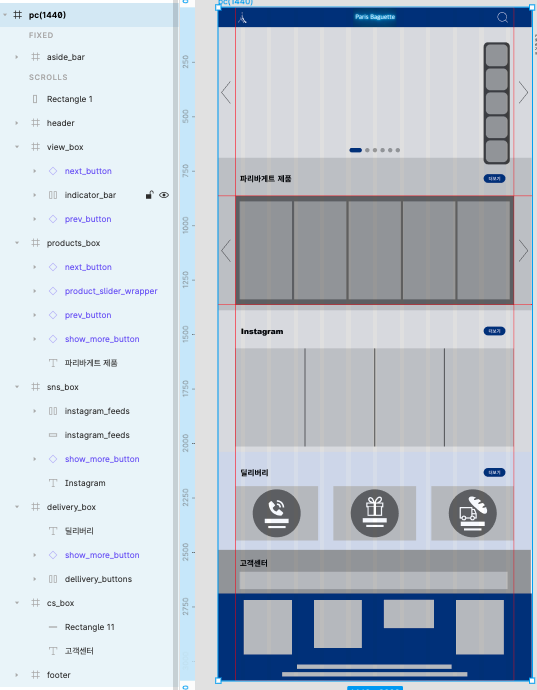 pc(1440)
FIXED
aside_bar
SCROLLS
Rectangle 1
header
view_box
next_button
indicator_bar
prev_button
products_box
next_button
product_slider_wrapper
prev_button
show_more_button
파리바게트 제품
sns_box
instagram_feeds
instagram_feeds
show_more_button
Instagram
delivery_box
딜리버리
show_more_button
dellivery_buttons
cs_box
Rectangle 11
고객센터
footer
250
500
750
1000
1250
1500
1750
2000
2250
2500
2750
pc(1440)
Paris Baguette
파리바게트 제품
더보기
Instagram
더보기
딜리버리
더보기
고객센터